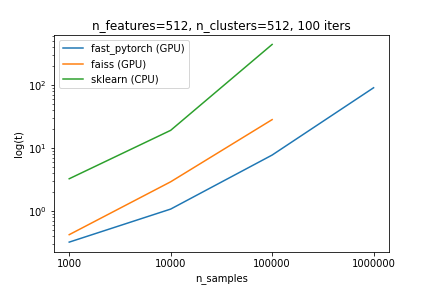 n_features=512, n_clusters=512, 100 iters
fast_pytorch (GPU)
faiss (GPU)
sklearn (CPU)
log(t)
10²
10¹
10⁰
1000 10000 100000 1000000
n_samples